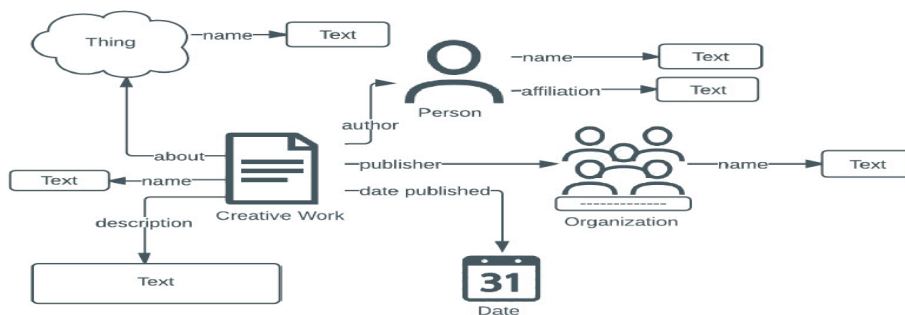 Thing
name
Text
name
Text
affiliation
Text
Person
author
about
publisher
name
Text
Text
name
date published
Creative Work
Organization
description
Text
31
Date